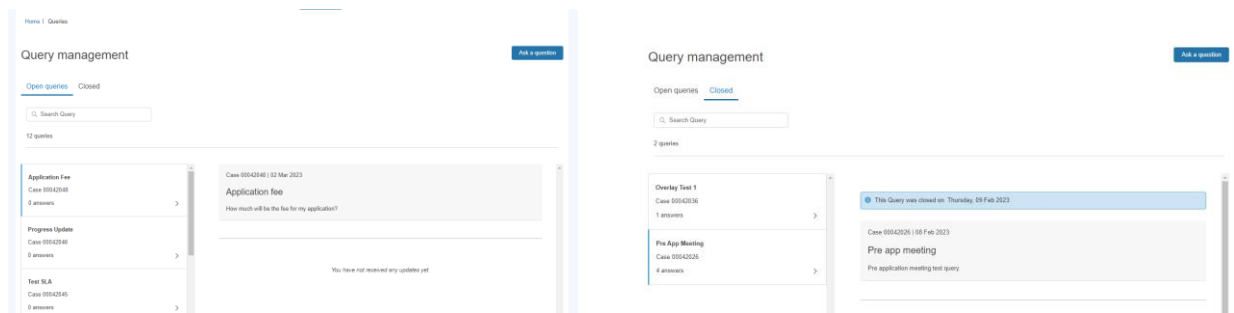 Home | Queries
Query management
Ask a question
Open queries Closed
Search Query
12 queries
Application Fee
Case 00042048
0 answers
Progress Update
Case 00042046
0 answers
Test SLA
Case 00042045
0 answers
Case 00042048 | 02 Mar 2023
Application fee
How much will be the fee for my application?
You have not received any updates yet
Query management
Ask a question
Open queries Closed
Search Query
2 queries
Overlay Test 1
Case 00042036
1 answers
Pre App Meeting
Case 00042026
4 answers
This Query was closed on Thursday, 09 Feb 2023
Case 00042026 | 08 Feb 2023
Pre app meeting
Pre application meeting test query